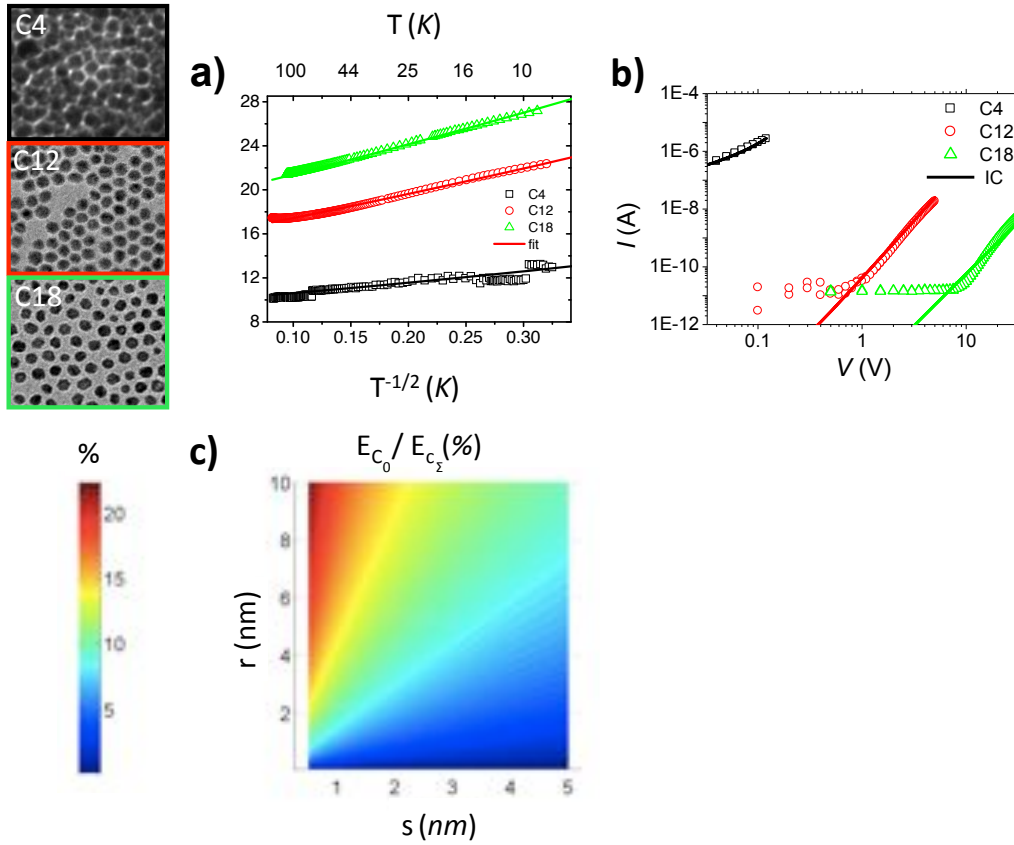 C4
C12
C18
a)
T (K)
100 44 25 16 10
28
24
20
16
12
8
C4
C12
C18
fit
0.10 0.15 0.20 0.25 0.30
T-1/2 (K)
b)
1E-4
1E-6
1E-8
1E-10
1E-12
C4
C12
C18
IC
I (A)
0.1 1 10
V (V)
%
20
15
10
5
c)
EC0/ EcΣ(%)
10
8
6
4
2
r (nm)
1 2 3 4 5
s (nm)